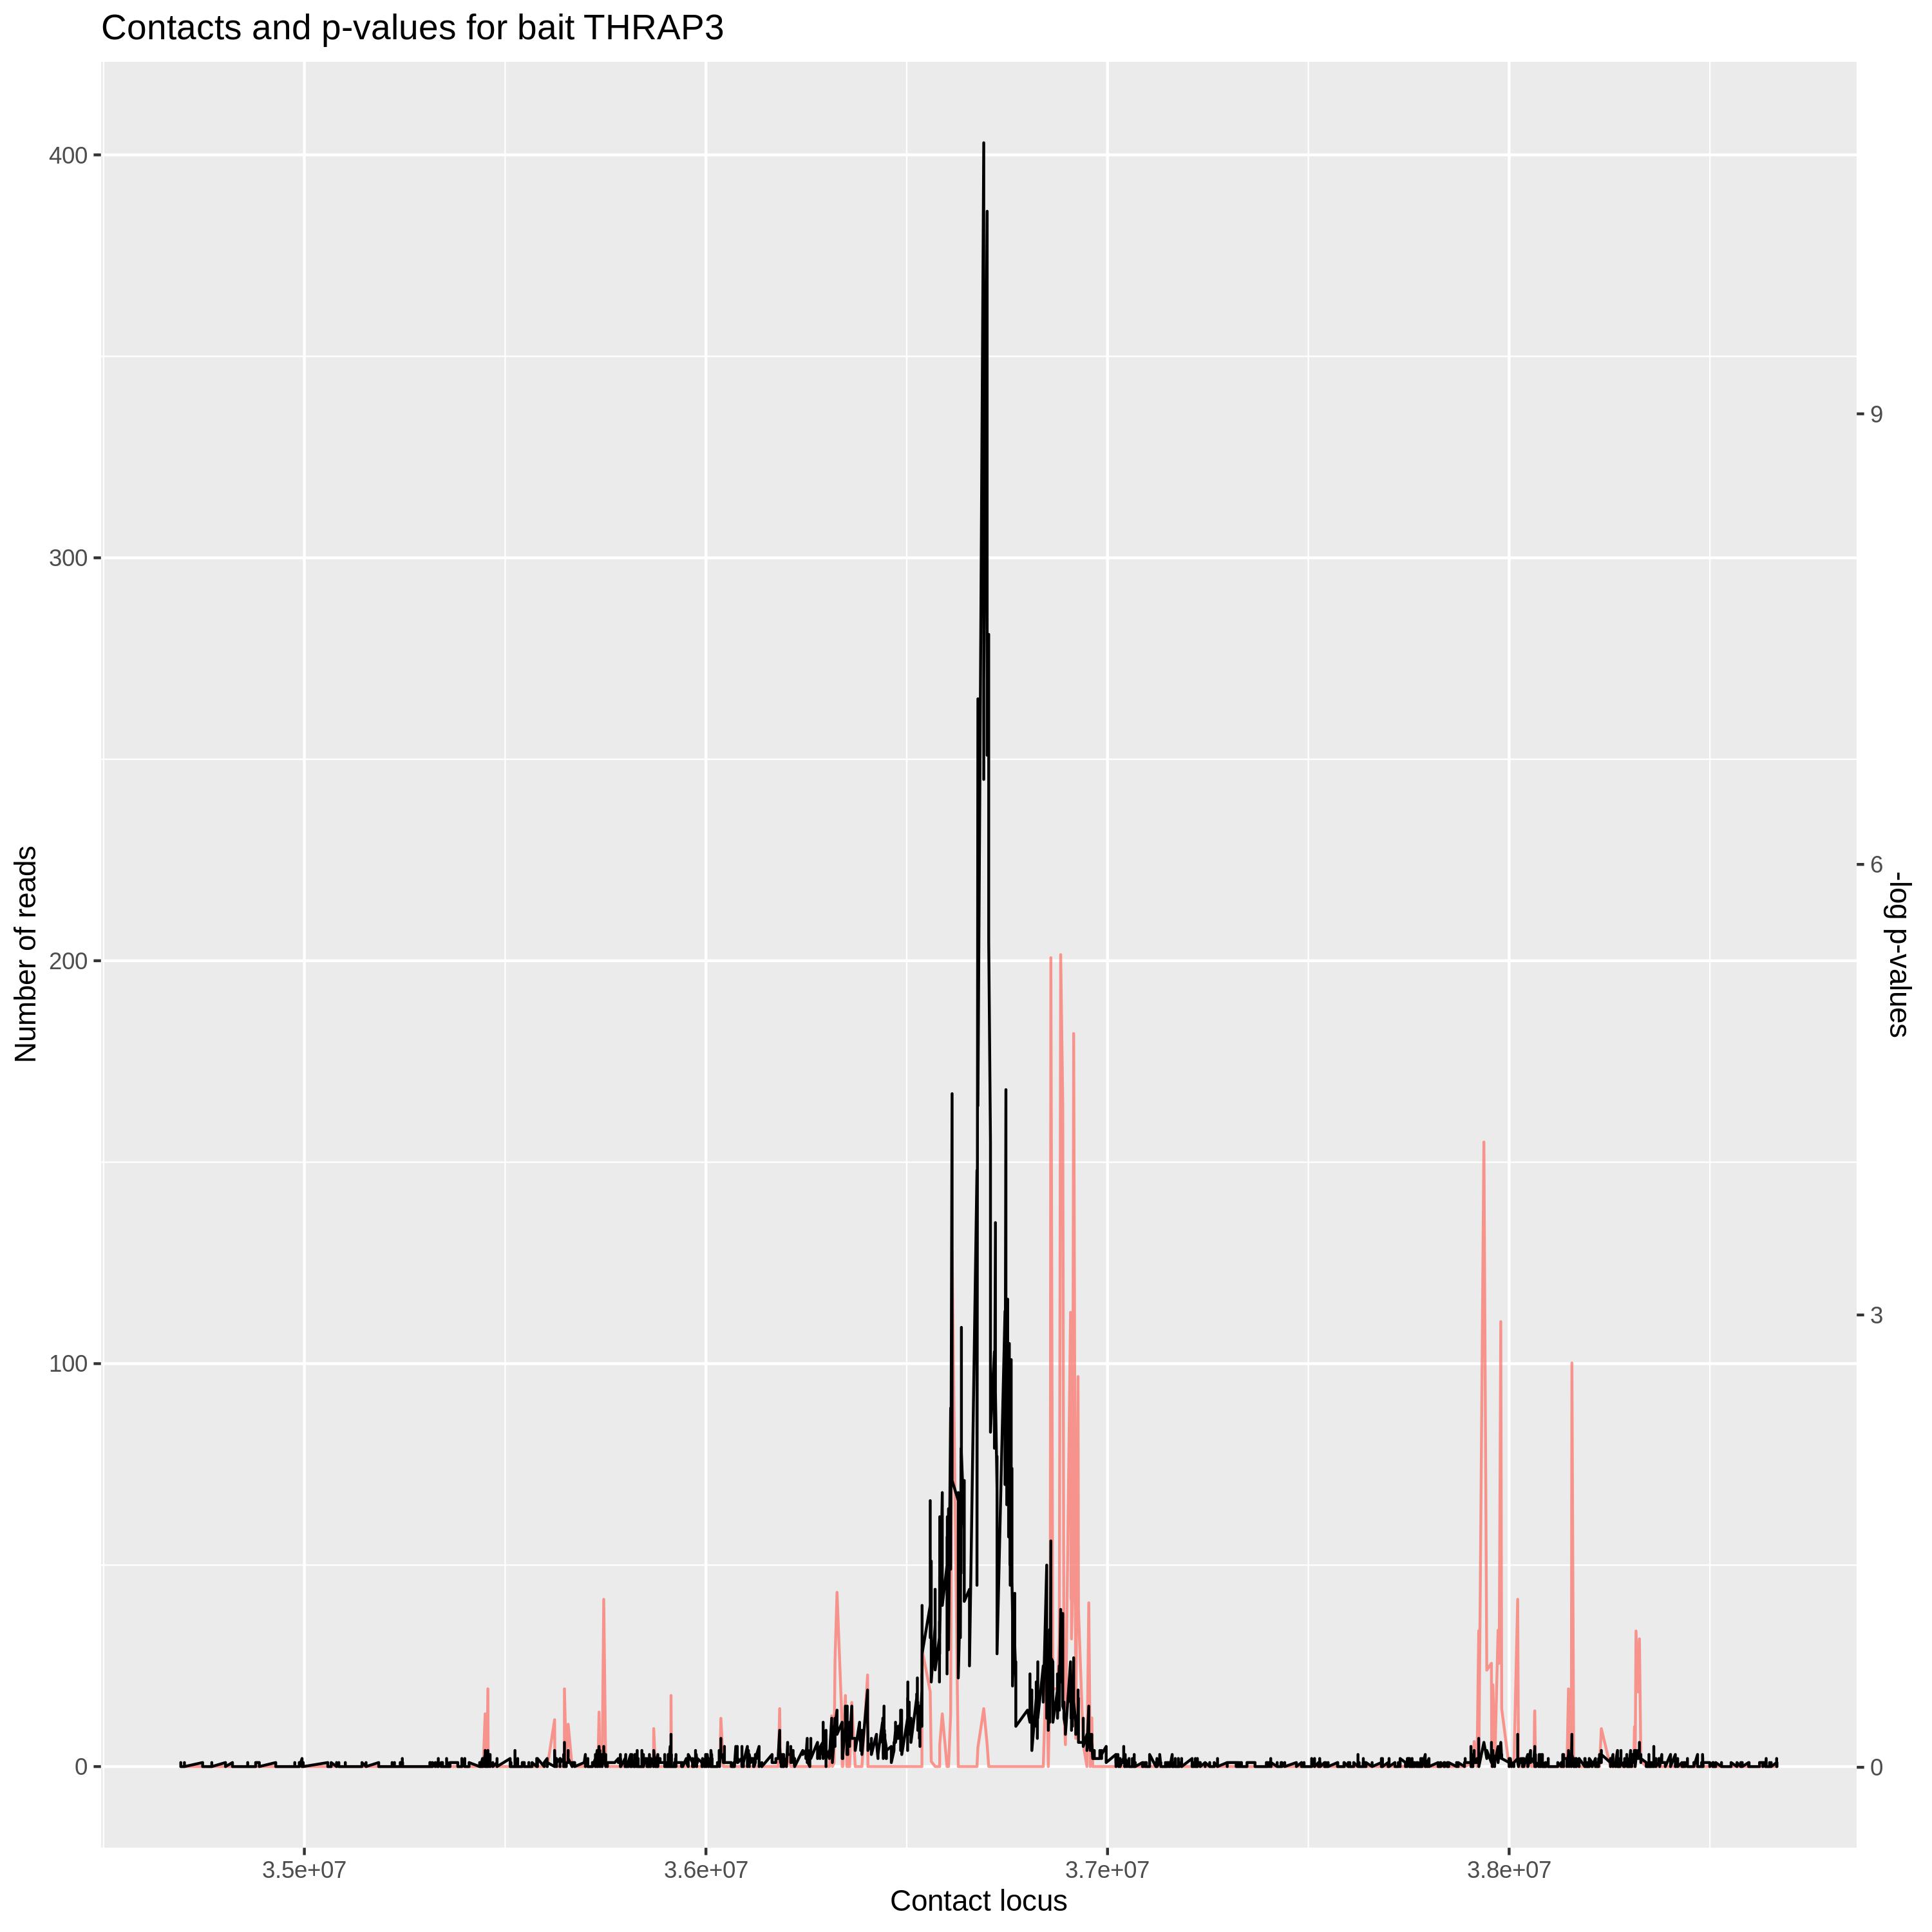 Contacts and p-values for bait THRAP3
400
300
200
100
0
Number of reads
9
6
3
0
-log p-values
3.5e+07
3.6e+07
3.7e+07
3.8e+07
Contact locus